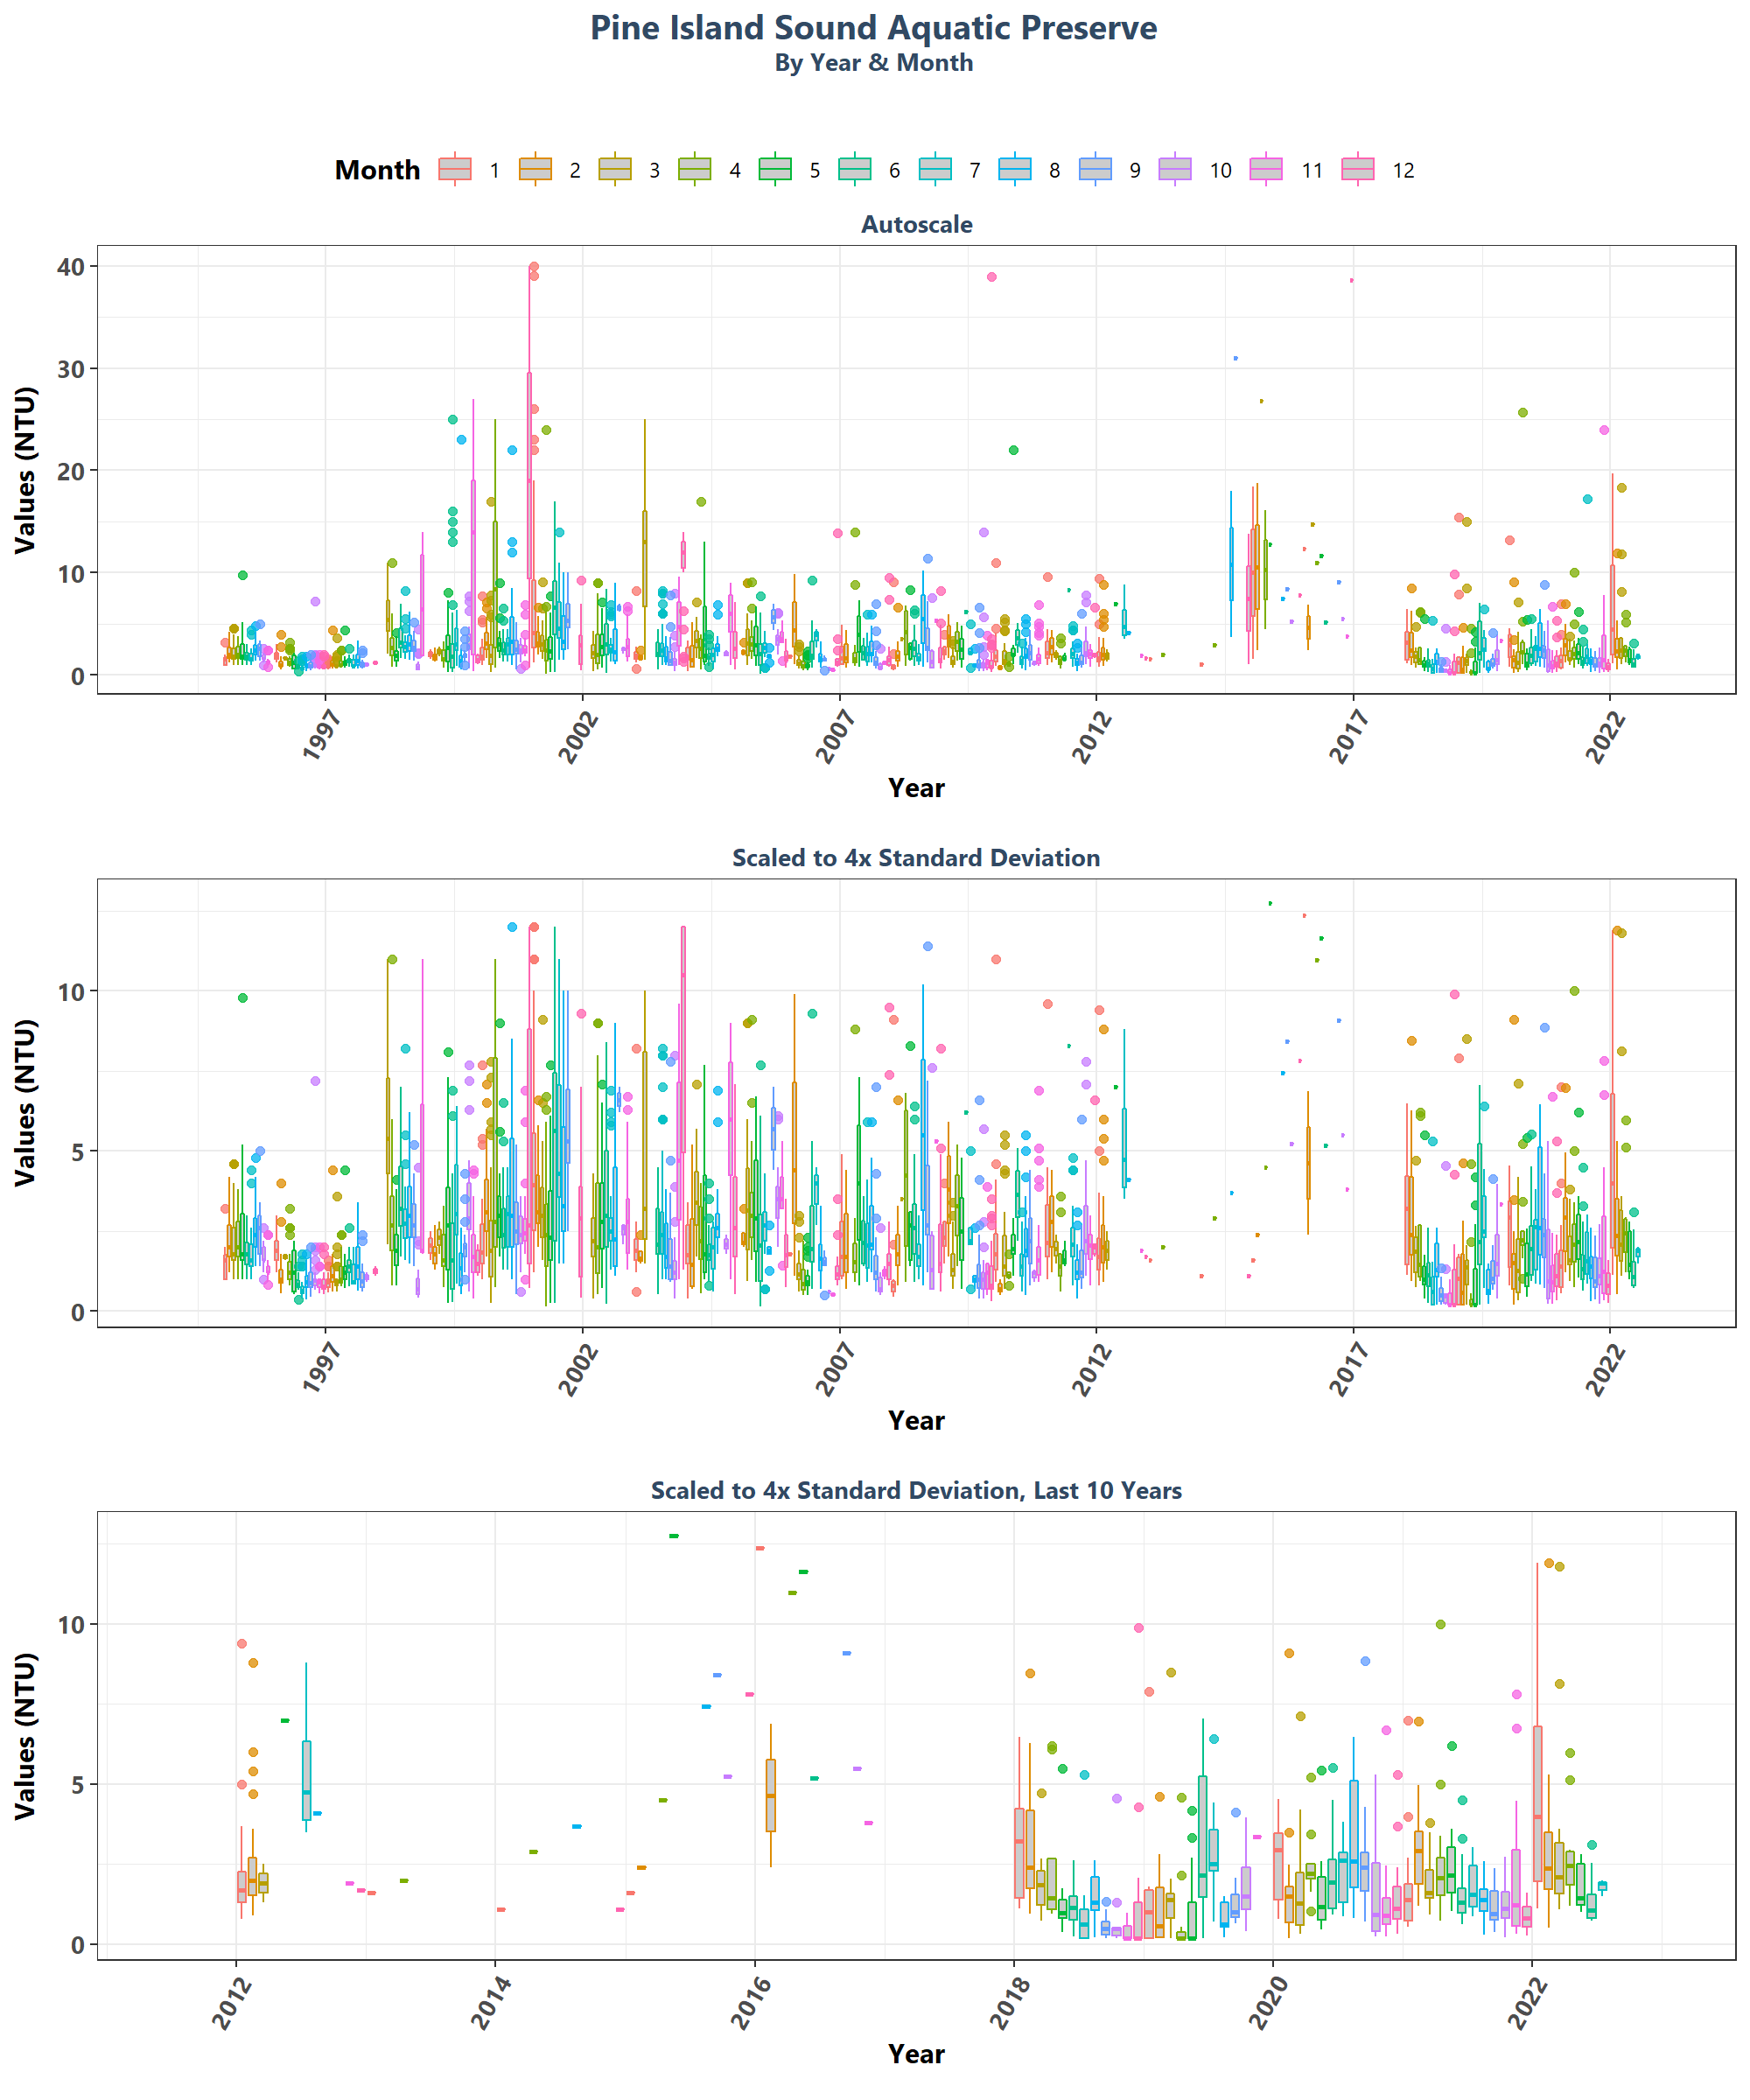 Pine Island Sound Aquatic Preserve
By Year & Month
Month 1 2 3 4 5 6 7 8 9 10 11 12
Autoscale
Values (NTU)
40
30
20
10
0
1997 2002 2007 2012 2017 2022
Year
Scaled to 4x Standard Deviation
Values (NTU)
10
5
0
1997 2002 2007 2012 2017 2022
Year
Scaled to 4x Standard Deviation, Last 10 Years
Values (NTU)
10
5
0
2012 2014 2016 2018 2020 2022
Year